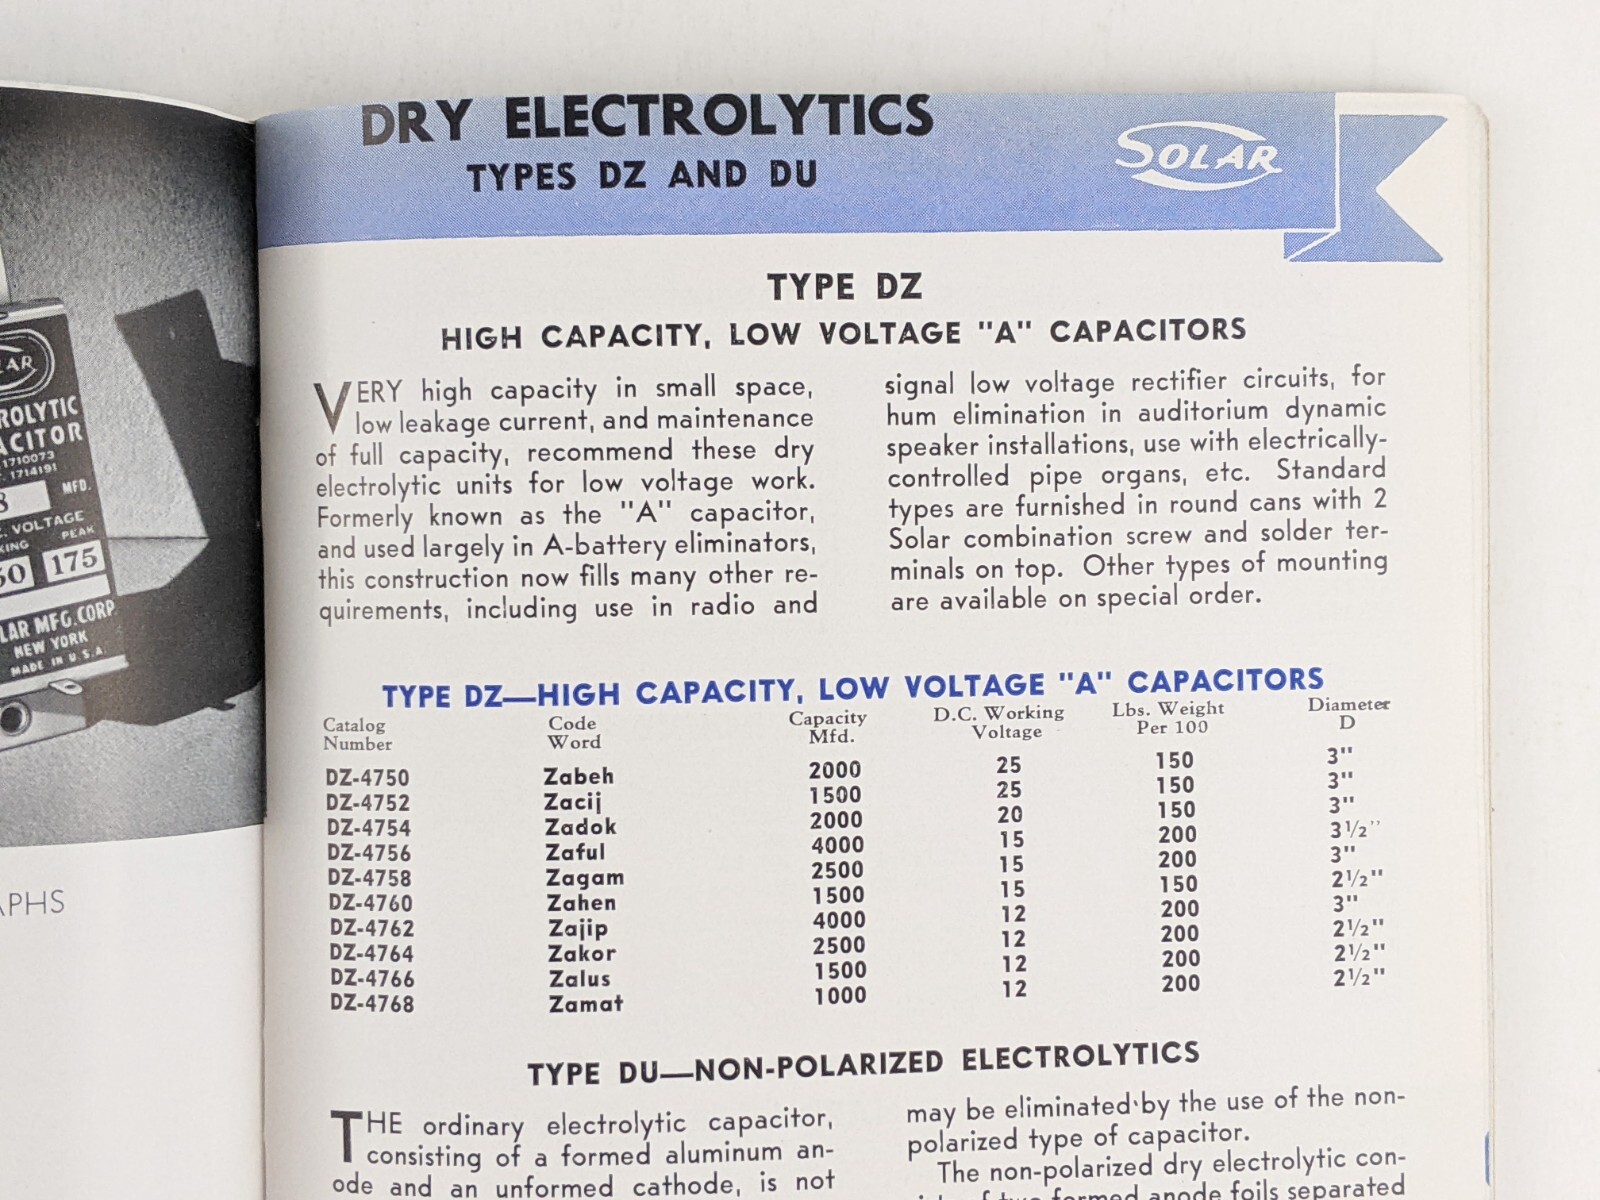 DRY ELECTROLYTICS
TYPES DZ AND DU
SOLAR
TYPE DZ
HIGH CAPACITY, LOW VOLTAGE "A" CAPACITORS
VERY high capacity in small space,
low leakage current, and maintenance
of full capacity, recommend these dry
electrolytic units for low voltage work.
Formerly known as the "A" capacitor,
and used largely in A-battery eliminators,
this construction now fills many other re-
quirements, including use in radio and
signal low voltage rectifier circuits, for
hum elimination in auditorium dynamic
speaker installations, use with electrically-
controlled pipe organs, etc. Standard
types are furnished in round cans with 2
Solar combination screw and solder ter-
minals on top. Other types of mounting
are available on special order.
TYPE DZ—HIGH CAPACITY, LOW VOLTAGE "A" CAPACITORS
Catalog Number Code Word Capacity Mfd. D.C. Working Voltage Lbs. Weight Per 100 Diameter D
DZ-4750 Zabeh 2000 25 150 3"
DZ-4752 Zacij 1500 25 150 3"
DZ-4754 Zadok 2000 20 150 3"
DZ-4756 Zaful 4000 15 200 3½"
DZ-4758 Zagam 2500 15 200 3"
DZ-4760 Zahen 1500 15 150 2½"
DZ-4762 Zajip 4000 12 200 3"
DZ-4764 Zakor 2500 12 200 2½"
DZ-4766 Zalus 1500 12 200 2½"
DZ-4768 Zamat 1000 12 200 2½"
TYPE DU—NON-POLARIZED ELECTROLYTICS
THE ordinary electrolytic capacitor,
consisting of a formed aluminum an-
ode and an unformed cathode, is not
may be eliminated by the use of the non-
polarized type of capacitor.
The non-polarized dry electrolytic con-
of two formed anode foils separated
LAR
ROLYTIC
ACITOR
1710073
1714191
8 MFD.
VOLTAGE
KING PEAK
50 175
LAR MFG. CORP.
NEW YORK
MADE IN U.S.A.
APHS